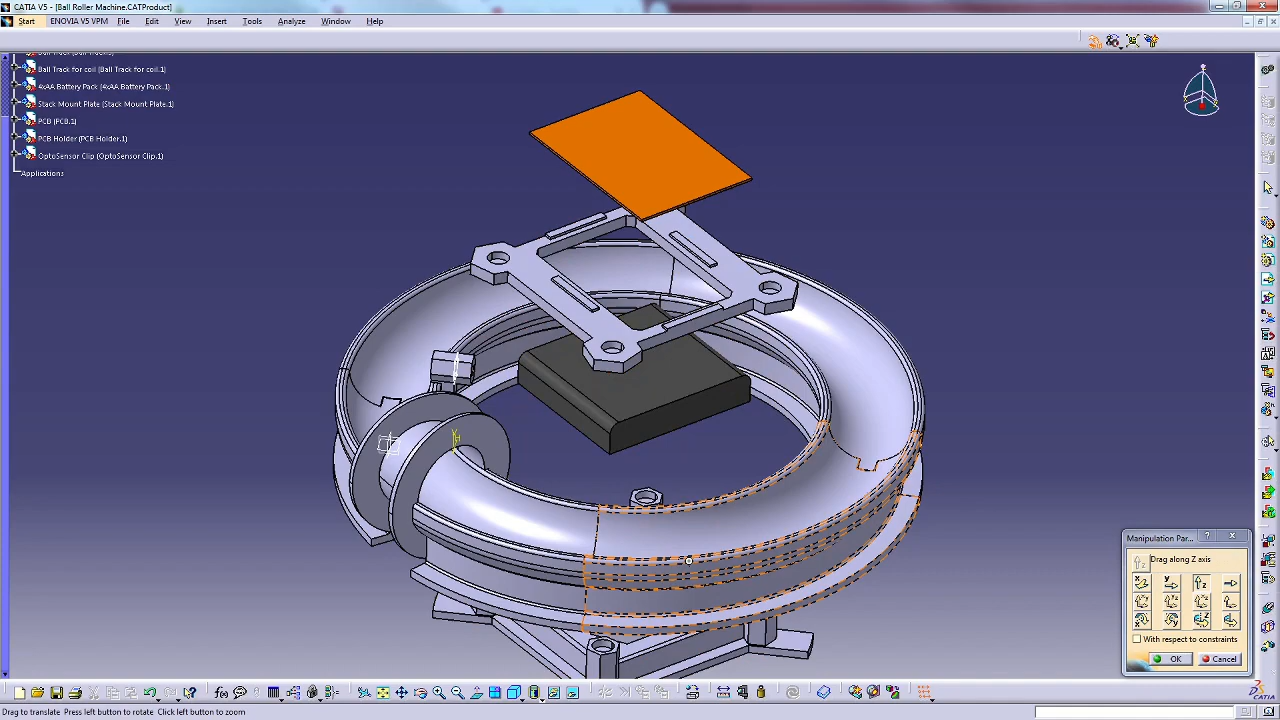 CATIA V5 - [Ball Roller Machine.CATProduct]
Start ENOVIA V5 VPM File Edit View Insert Tools Analyze Window Help
Ball Track for coil (Ball Track for coil.1)
4xAA Battery Pack (4xAA Battery Pack.1)
Stack Mount Plate (Stack Mount Plate.1)
PCB (PCB.1)
PCB Holder (PCB Holder.1)
OptoSensor Clip (OptoSensor Clip.1)
Applications
Manipulation Par...
Drag along Z axis
With respect to constraints
OK Cancel
Drag to translate Press left button to rotate Click left button to zoom